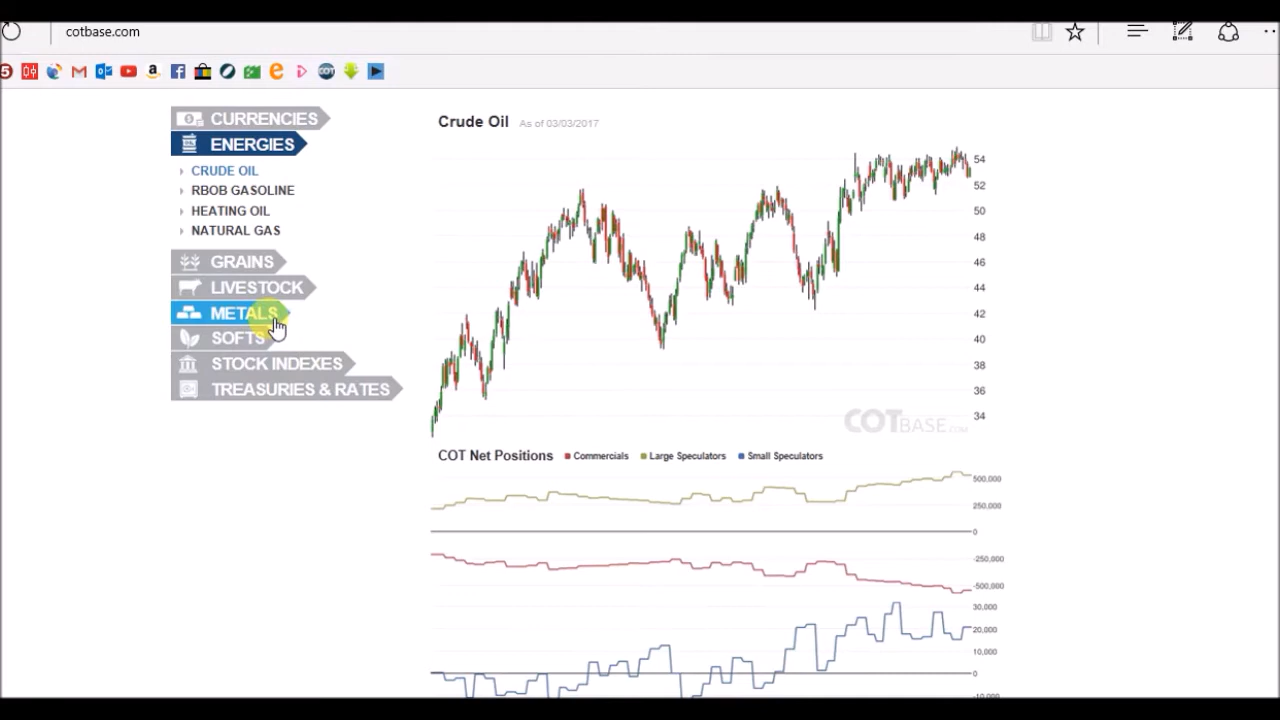 cotbase.com
CURRENCIES
ENERGIES
CRUDE OIL
RBOB GASOLINE
HEATING OIL
NATURAL GAS
GRAINS
LIVESTOCK
METALS
SOFTS
STOCK INDEXES
TREASURIES & RATES
Crude Oil As of 03/03/2017
54
52
50
48
46
44
42
40
38
36
34
COTBASE.COM
COT Net Positions Commercials Large Speculators Small Speculators
500,000
250,000
0
-250,000
-500,000
30,000
20,000
10,000
0
-10,000